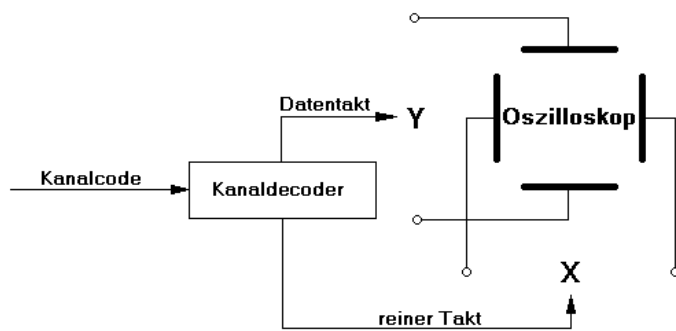 Datentakt
Y
Oszilloskop
Kanalcode
Kanaldecoder
X
reiner Takt